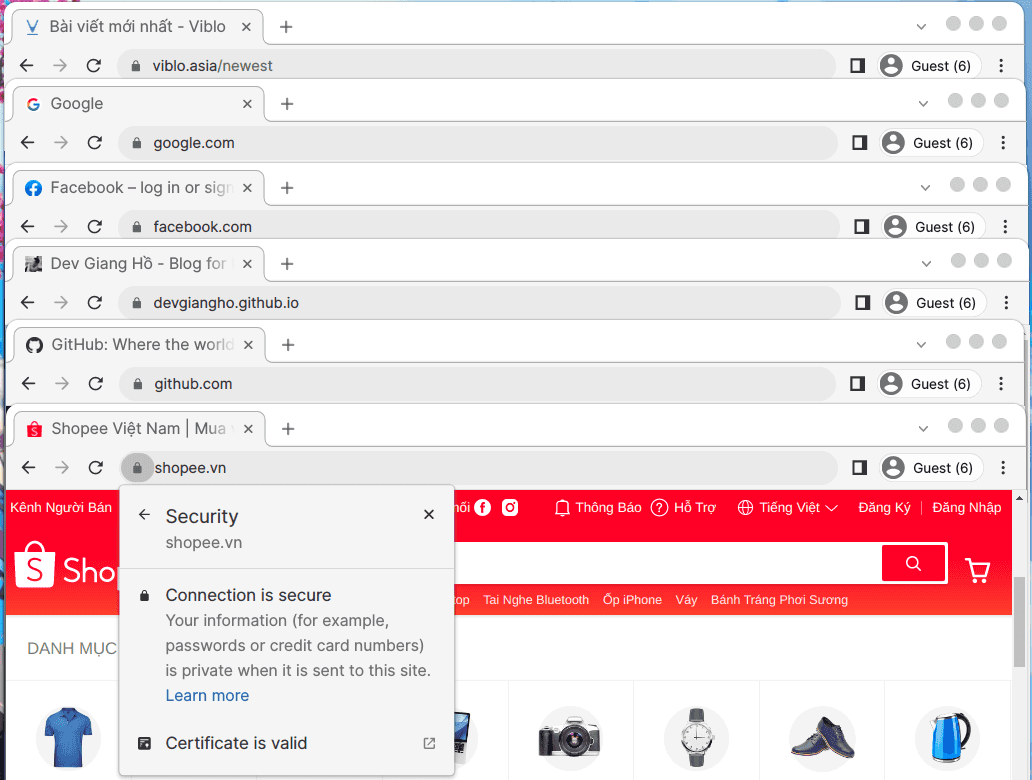 Bài viết mới nhất - Viblo
viblo.asia/newest
Guest (6)
Google
google.com
Guest (6)
Facebook – log in or sign
facebook.com
Guest (6)
Dev Giang Hồ - Blog for
devgiangho.github.io
Guest (6)
GitHub: Where the world
github.com
Guest (6)
Shopee Việt Nam | Mua
shopee.vn
Guest (6)
Kênh Người Bán
Thông Báo
Hỗ Trợ
Tiếng Việt
Đăng Ký
Đăng Nhập
Security
shopee.vn
Connection is secure
Your information (for example,
passwords or credit card numbers)
is private when it is sent to this site.
Learn more
Certificate is valid
Tai Nghe Bluetooth
Ốp iPhone
Váy
Bánh Tráng Phơi Sương
DANH MỤC